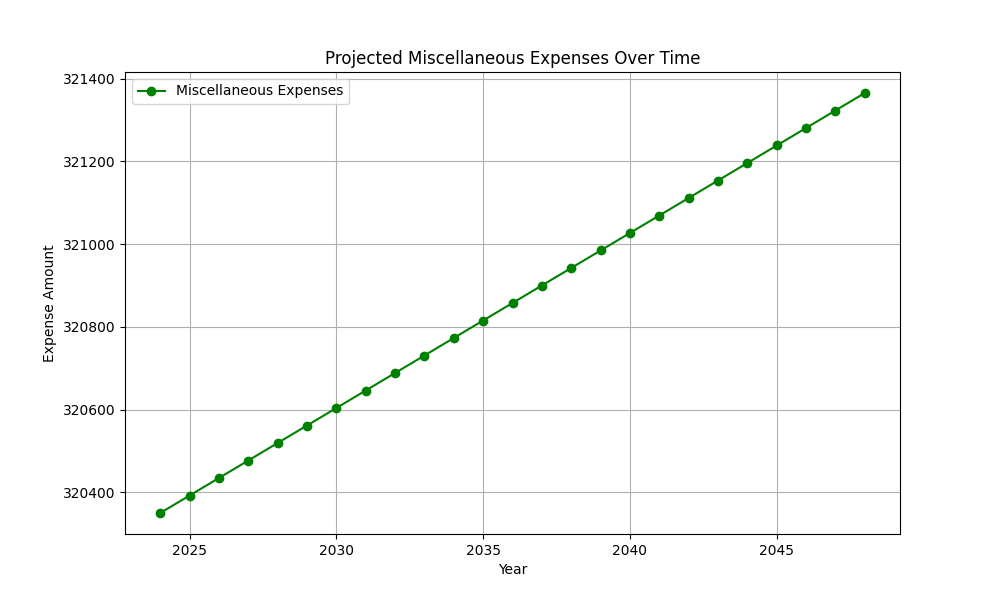 Projected Miscellaneous Expenses Over Time
Miscellaneous Expenses
Expense Amount
321400
321200
321000
320800
320600
320400
2025 2030 2035 2040 2045
Year